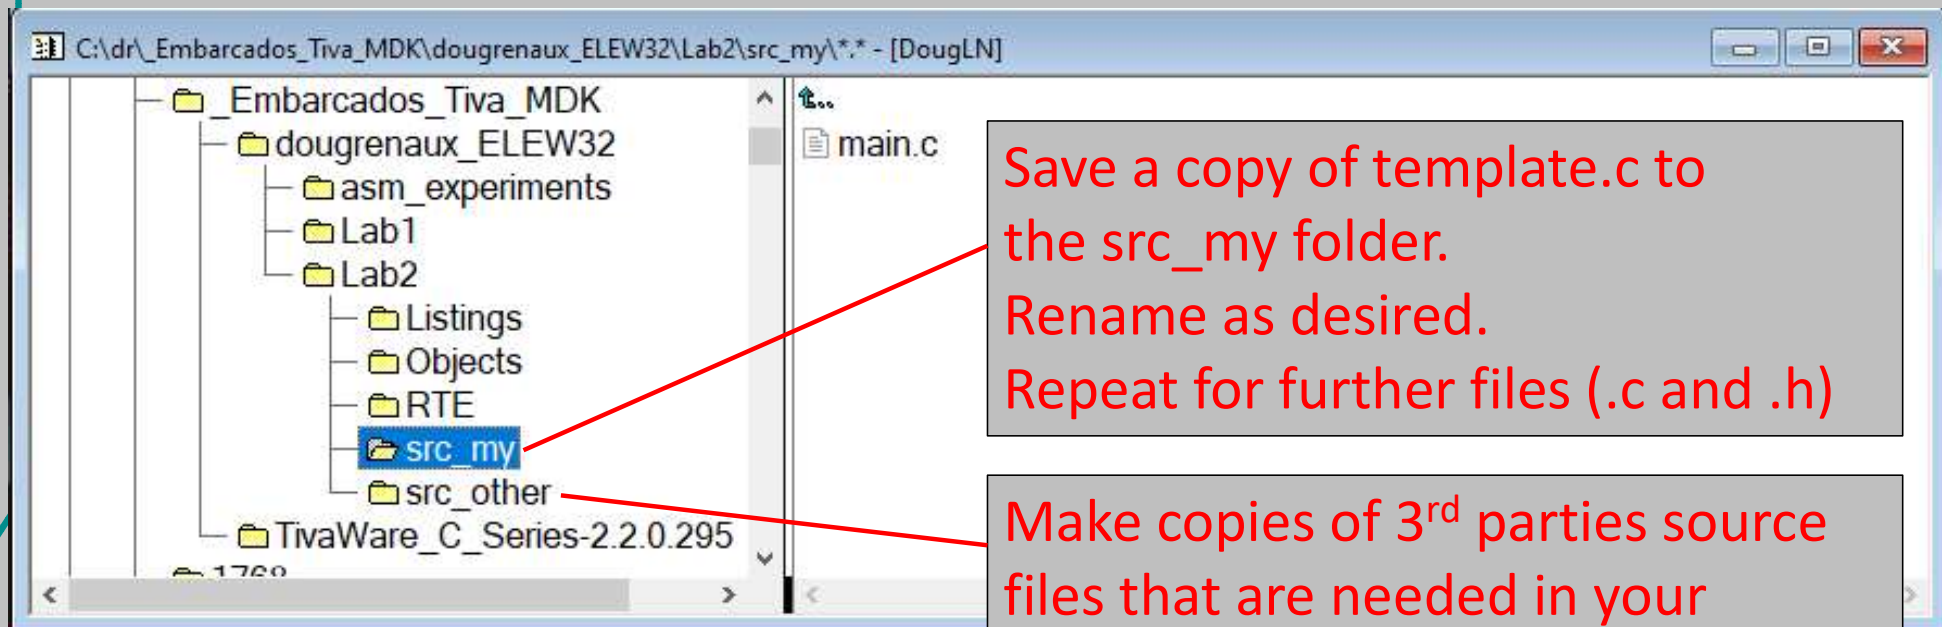 C:\dr\_Embarcados_Tiva_MDK\dougrenaux_ELEW32\Lab2\src_my\*.* - [DougLN]
_Embarcados_Tiva_MDK
dougrenaux_ELEW32
asm_experiments
Lab1
Lab2
Listings
Objects
RTE
src_my
src_other
TivaWare_C_Series-2.2.0.295
1768
..
main.c
Save a copy of template.c to
the src_my folder.
Rename as desired.
Repeat for further files (.c and .h)
Make copies of 3rd parties source
files that are needed in your